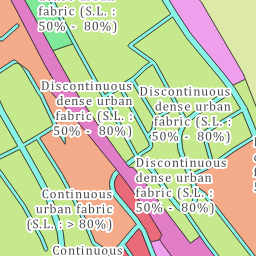 fabric (S.L. :
50% - 80%)
Discontinuous
dense urban
fabric (S.L. :
50% - 80%)
Discontinuous
dense urban
fabric (S.L. :
50% - 80%)
Discontinuous
dense urban
fabric (S.L. :
50% - 80%)
Continuous
urban fabric
(S.L. : > 80%)
Continuous